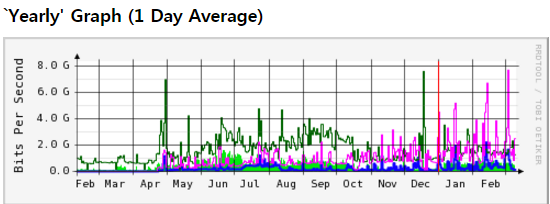 `Yearly' Graph (1 Day Average)
RRDTOOL / TOBI OETIKER
Bits Per Second
8.0 G
6.0 G
4.0 G
2.0 G
0.0
Feb Mar Apr May Jun Jul Aug Sep Oct Nov Dec Jan Feb